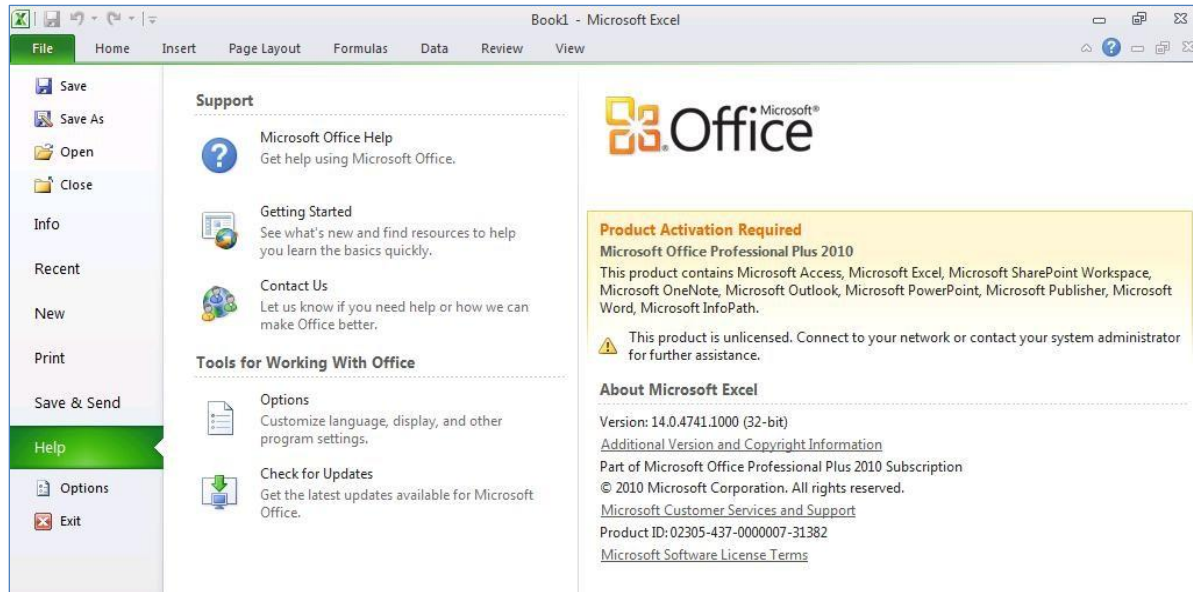 Book1 - Microsoft Excel
File Home Insert Page Layout Formulas Data Review View
Save
Save As
Open
Close
Info
Recent
New
Print
Save & Send
Help
Options
Exit
Support
Microsoft Office Help
Get help using Microsoft Office.
Getting Started
See what's new and find resources to help
you learn the basics quickly.
Contact Us
Let us know if you need help or how we can
make Office better.
Tools for Working With Office
Options
Customize language, display, and other
program settings.
Check for Updates
Get the latest updates available for Microsoft
Office.
Microsoft®
Office
Product Activation Required
Microsoft Office Professional Plus 2010
This product contains Microsoft Access, Microsoft Excel, Microsoft SharePoint Workspace,
Microsoft OneNote, Microsoft Outlook, Microsoft PowerPoint, Microsoft Publisher, Microsoft
Word, Microsoft InfoPath.
This product is unlicensed. Connect to your network or contact your system administrator
for further assistance.
About Microsoft Excel
Version: 14.0.4741.1000 (32-bit)
Additional Version and Copyright Information
Part of Microsoft Office Professional Plus 2010 Subscription
© 2010 Microsoft Corporation. All rights reserved.
Microsoft Customer Services and Support
Product ID: 02305-437-0000007-31382
Microsoft Software License Terms